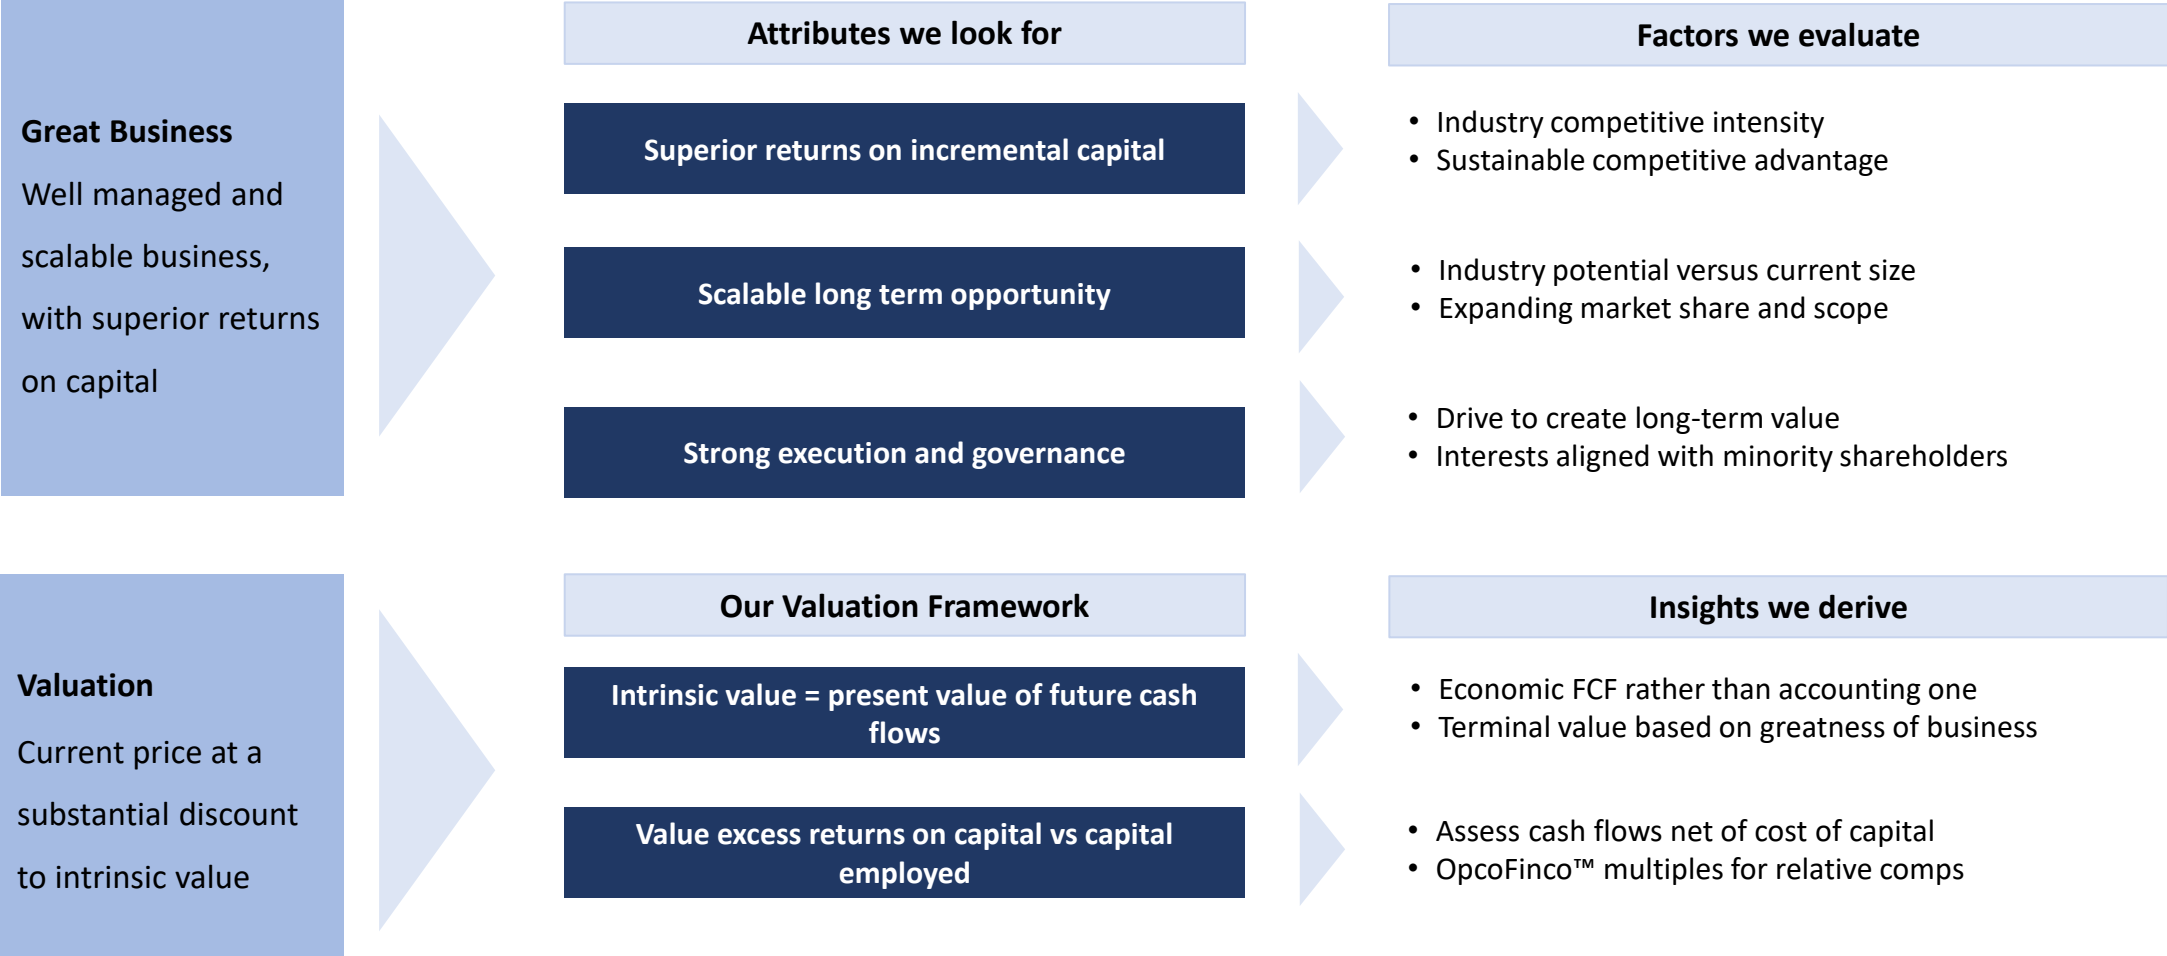 Great Business
Well managed and
scalable business,
with superior returns
on capital
Attributes we look for
Superior returns on incremental capital
Scalable long term opportunity
Strong execution and governance
Factors we evaluate
• Industry competitive intensity
• Sustainable competitive advantage
• Industry potential versus current size
• Expanding market share and scope
• Drive to create long-term value
• Interests aligned with minority shareholders
Valuation
Current price at a
substantial discount
to intrinsic value
Our Valuation Framework
Intrinsic value = present value of future cash
flows
Value excess returns on capital vs capital
employed
Insights we derive
• Economic FCF rather than accounting one
• Terminal value based on greatness of business
• Assess cash flows net of cost of capital
• OpcoFinco™ multiples for relative comps